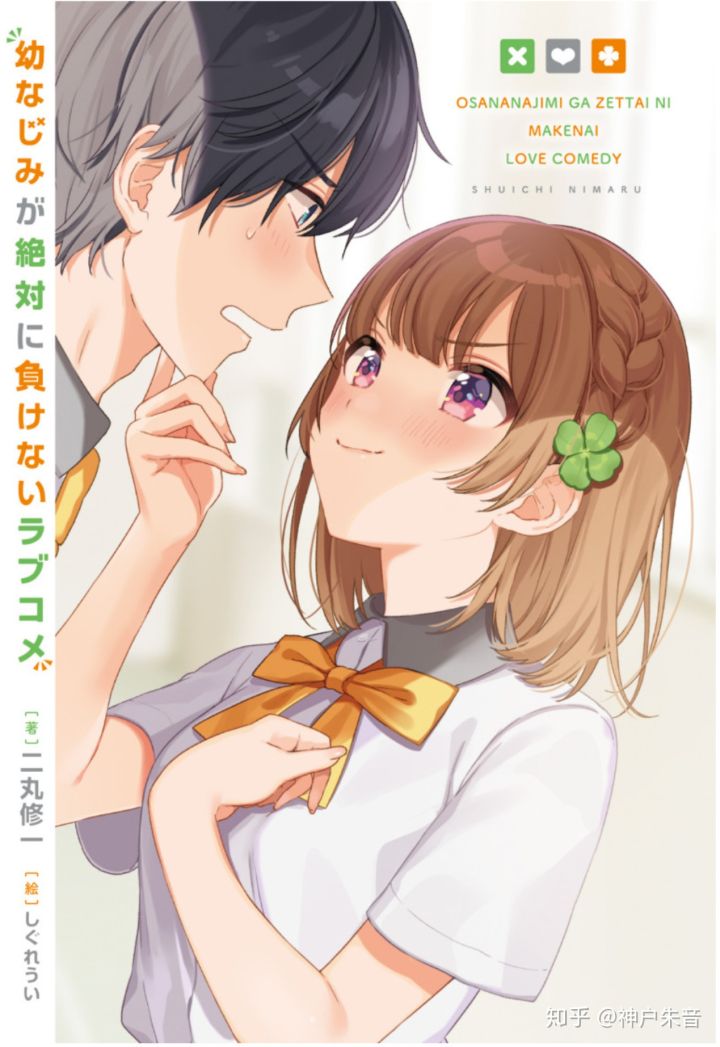 幼なじみが絶対に負けないラブコメ
[著]二丸修一
[絵]しぐれうい
OSANANAJIMI GA ZETTAI NI
MAKENAI
LOVE COMEDY
SHUICHI NIMARU
知乎 @神户朱音